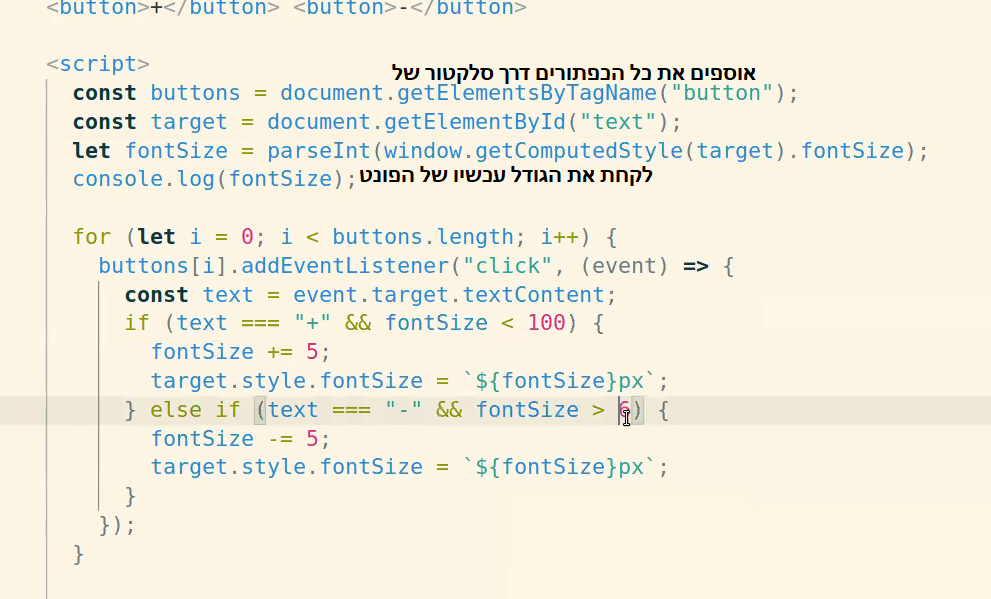 <button>+</button> <button>-</button>
<script>
אוספים את כל הכפתורים דרך סלקטור של
const buttons = document.getElementsByTagName("button");
const target = document.getElementById("text");
let fontSize = parseInt(window.getComputedStyle(target).fontSize);
console.log(fontSize); לקחת את הגודל עכשיו של הפונט
for (let i = 0; i < buttons.length; i++) {
buttons[i].addEventListener("click", (event) => {
const text = event.target.textContent;
if (text === "+" && fontSize < 100) {
fontSize += 5;
target.style.fontSize = `${fontSize}px`;
} else if (text === "-" && fontSize > 6) {
fontSize -= 5;
target.style.fontSize = `${fontSize}px`;
}
});
}